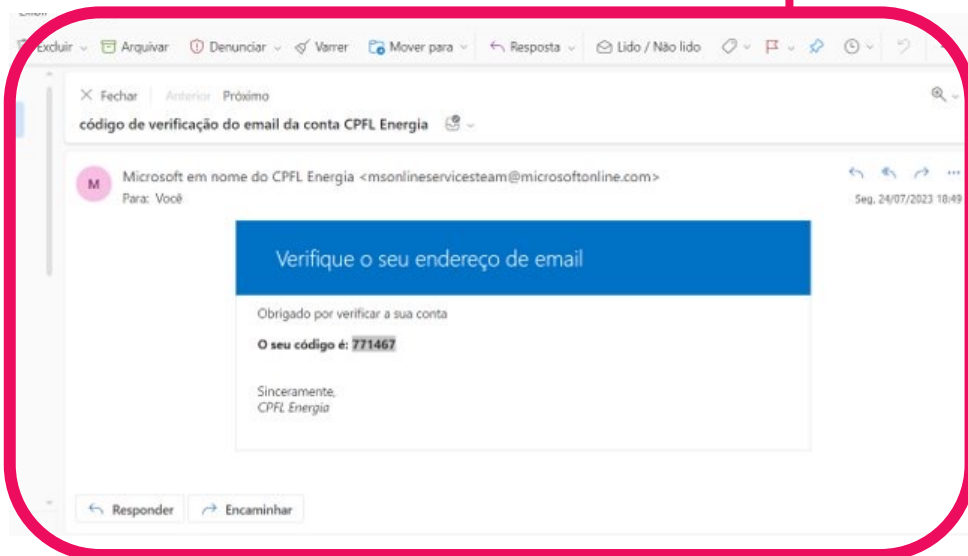 Excluir Arquivar Denunciar Varrer Mover para Resposta Lido / Não lido
Fechar Anterior Próximo
código de verificação do email da conta CPFL Energia
M
Microsoft em nome do CPFL Energia <msonlineservicesteam@microsoftonline.com>
Para: Você
Seg, 24/07/2023 18:49
Verifique o seu endereço de email
Obrigado por verificar a sua conta
O seu código é: 771467
Sinceramente,
CPFL Energia
Responder Encaminhar